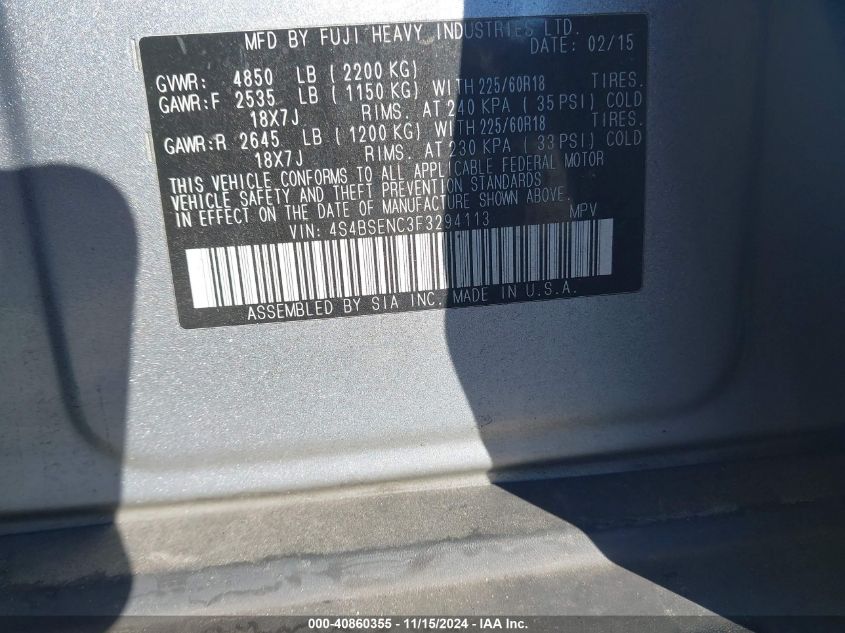 MFD BY FUJI HEAVY INDUSTRIES LTD.
DATE: 02/15
GVWR: 4850 LB ( 2200 KG)
GAWR:F 2535 LB ( 1150 KG) WITH 225/60R18 TIRES.
18X7J RIMS. AT 240 KPA ( 35 PSI) COLD
GAWR:R 2645 LB ( 1200 KG) WITH 225/60R18 TIRES.
18X7J RIMS. AT 230 KPA ( 33 PSI) COLD
THIS VEHICLE CONFORMS TO ALL APPLICABLE FEDERAL MOTOR
VEHICLE SAFETY AND THEFT PREVENTION STANDARDS
IN EFFECT ON THE DATE OF MANUFACTURE SHOWN ABOVE.
VIN: 4S4BSENC3F3294113 MPV
ASSEMBLED BY SIA INC. MADE IN U.S.A.
000-40860355 - 11/15/2024 - IAA Inc.